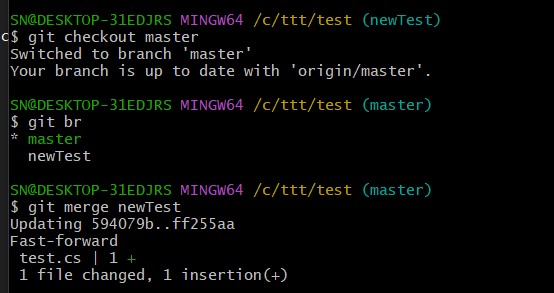 SN@DESKTOP-31EDJRS MINGW64 /c/ttt/test (newTest)
$ git checkout master
Switched to branch 'master'
Your branch is up to date with 'origin/master'.
SN@DESKTOP-31EDJRS MINGW64 /c/ttt/test (master)
$ git br
* master
  newTest
SN@DESKTOP-31EDJRS MINGW64 /c/ttt/test (master)
$ git merge newTest
Updating 594079b..ff255aa
Fast-forward
 test.cs | 1 +
 1 file changed, 1 insertion(+)